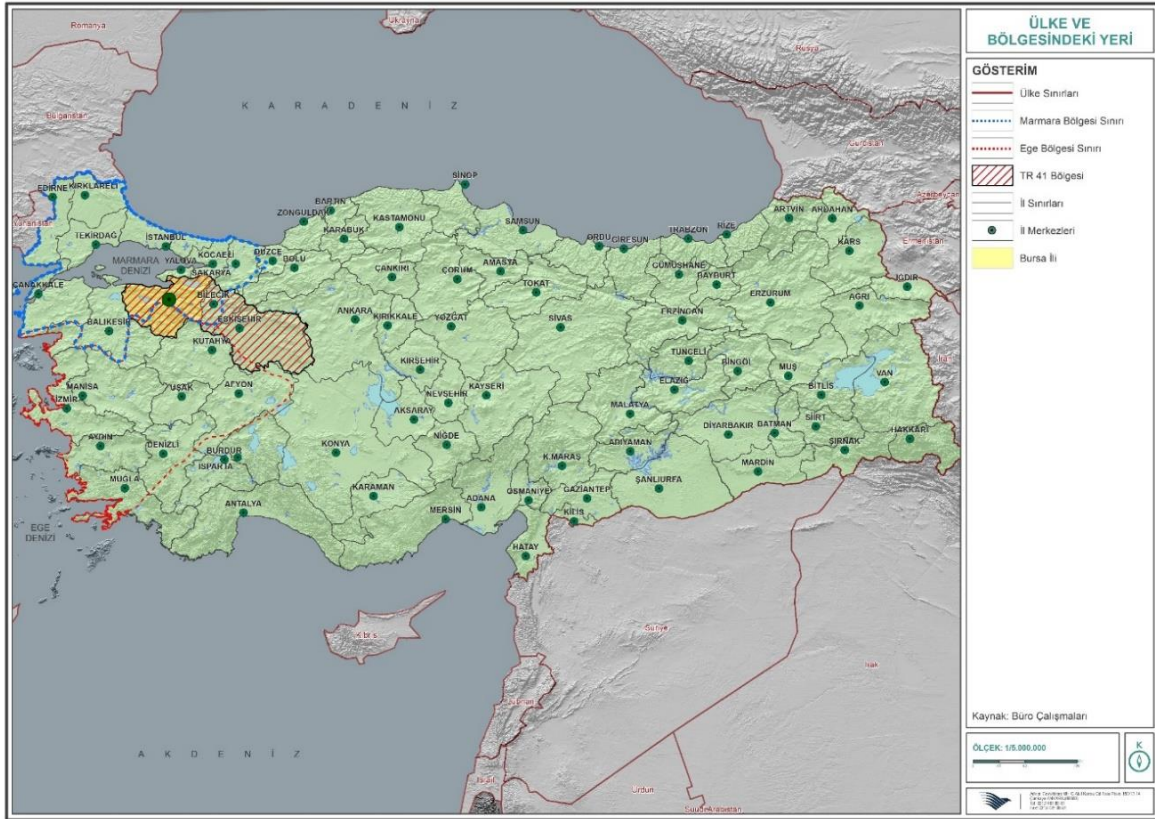 ÜLKE VE
BÖLGESİNDEKİ YERİ
GÖSTERİM
Ülke Sınırları
Marmara Bölgesi Sınırı
Ege Bölgesi Sınırı
TR 41 Bölgesi
İl Sınırları
İl Merkezleri
Bursa İli
Kaynak: Büro Çalışmaları
ÖLÇEK: 1/5.000.000
K
Romanya
Ukrayna
Rusya
Bulgaristan
Gürcistan
Azerbaycan
Ermenistan
Yunanistan
İran
KARADENİZ
SİNOP
EDİRNE
KIRKLARELİ
BARTIN
ZONGULDAK
KASTAMONU
KARABÜK
SAMSUN
ARTVİN
ARDAHAN
TEKİRDAĞ
İSTANBUL
ORDU
GİRESUN
TRABZON
RİZE
KARS
MARMARA
DENİZİ
YALOVA
KOCAELİ
SAKARYA
DÜZCE
BOLU
ÇANKIRI
ÇORUM
AMASYA
TOKAT
GÜMÜŞHANE
BAYBURT
ERZURUM
AĞRI
IĞDIR
ÇANAKKALE
BİLECİK
BALIKESİR
ESKİŞEHİR
ANKARA
KIRIKKALE
YOZGAT
SİVAS
ERZİNCAN
KÜTAHYA
KIRŞEHİR
TUNCELİ
BİNGÖL
MUŞ
VAN
MANİSA
İZMİR
UŞAK
AFYON
NEVŞEHİR
KAYSERİ
ELAZIĞ
BİTLİS
AKSARAY
MALATYA
SİİRT
AYDIN
DENİZLİ
BURDUR
ISPARTA
KONYA
NİĞDE
ADIYAMAN
DİYARBAKIR
BATMAN
ŞIRNAK
HAKKARİ
MUĞLA
K.MARAŞ
MARDİN
ANTALYA
KARAMAN
MERSİN
ADANA
OSMANİYE
GAZİANTEP
ŞANLIURFA
KİLİS
HATAY
EGE
DENİZİ
Kıbrıs
Suriye
Irak
Lübnan
AKDENİZ
İsrail
Ürdün
Suudi Arabistan